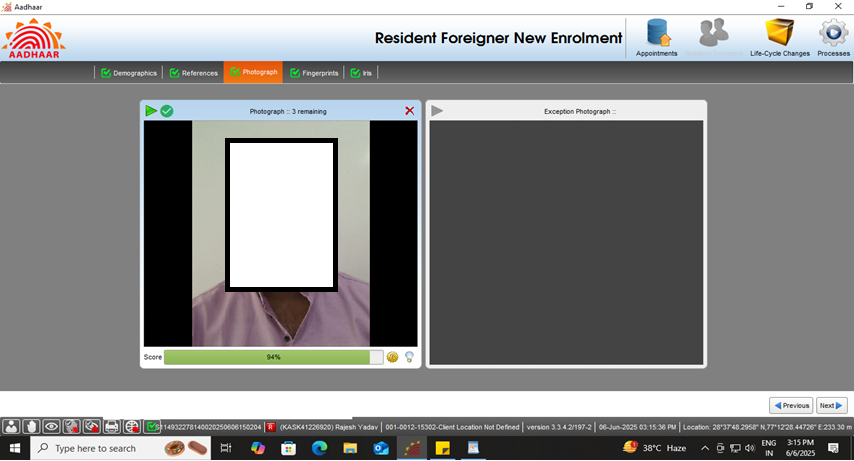 Aadhaar
AADHAAR
Resident Foreigner New Enrolment
Appointments
Life-Cycle Changes
Processes
Demographics
References
Photograph
Fingerprints
Iris
Photograph :: 3 remaining
Exception Photograph ::
Score
94%
Previous
Next
S11493227814002025060615​0204
R
(KASK41226920) Rajesh Yadav
001-0012-15302-Client Location Not Defined
version 3.3.4.2/197-2
06-Jun-2025 03:15:36 PM
Location: 28°37'48.2958" N,77°12'28.44726" E:233.30 m
Type here to search
38°C Haze
ENG
IN
3:15 PM
6/6/2025